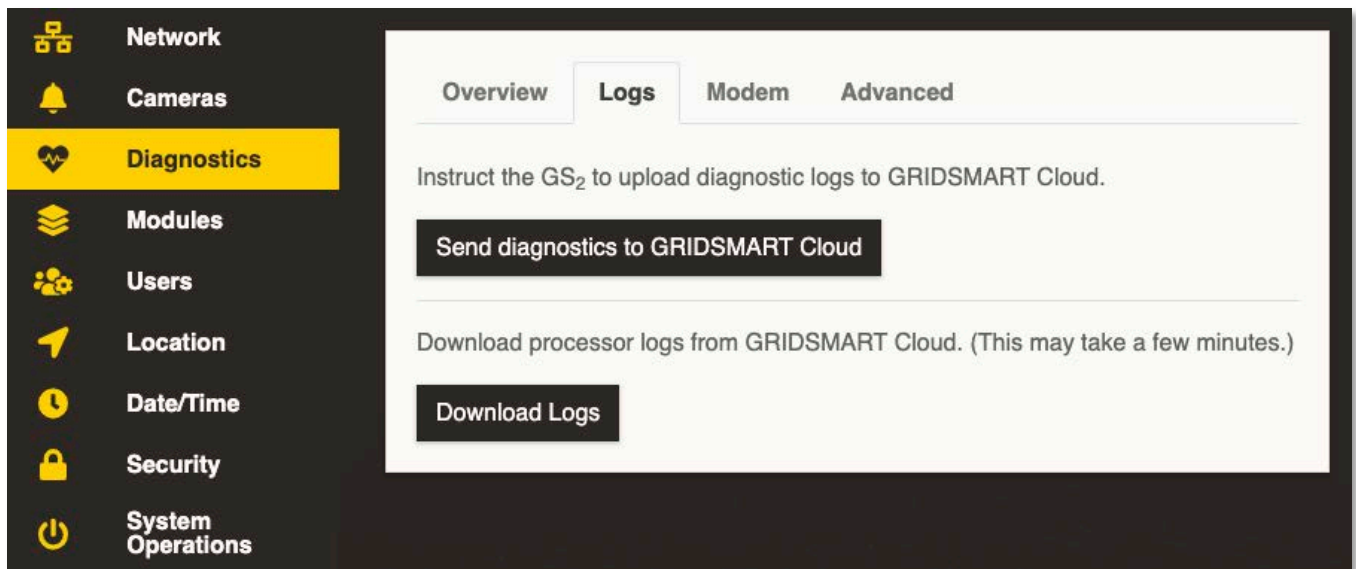 Network
Cameras
Diagnostics
Modules
Users
Location
Date/Time
Security
System
Operations
Overview Logs Modem Advanced
Instruct the GS₂ to upload diagnostic logs to GRIDSMART Cloud.
Send diagnostics to GRIDSMART Cloud
Download processor logs from GRIDSMART Cloud. (This may take a few minutes.)
Download Logs